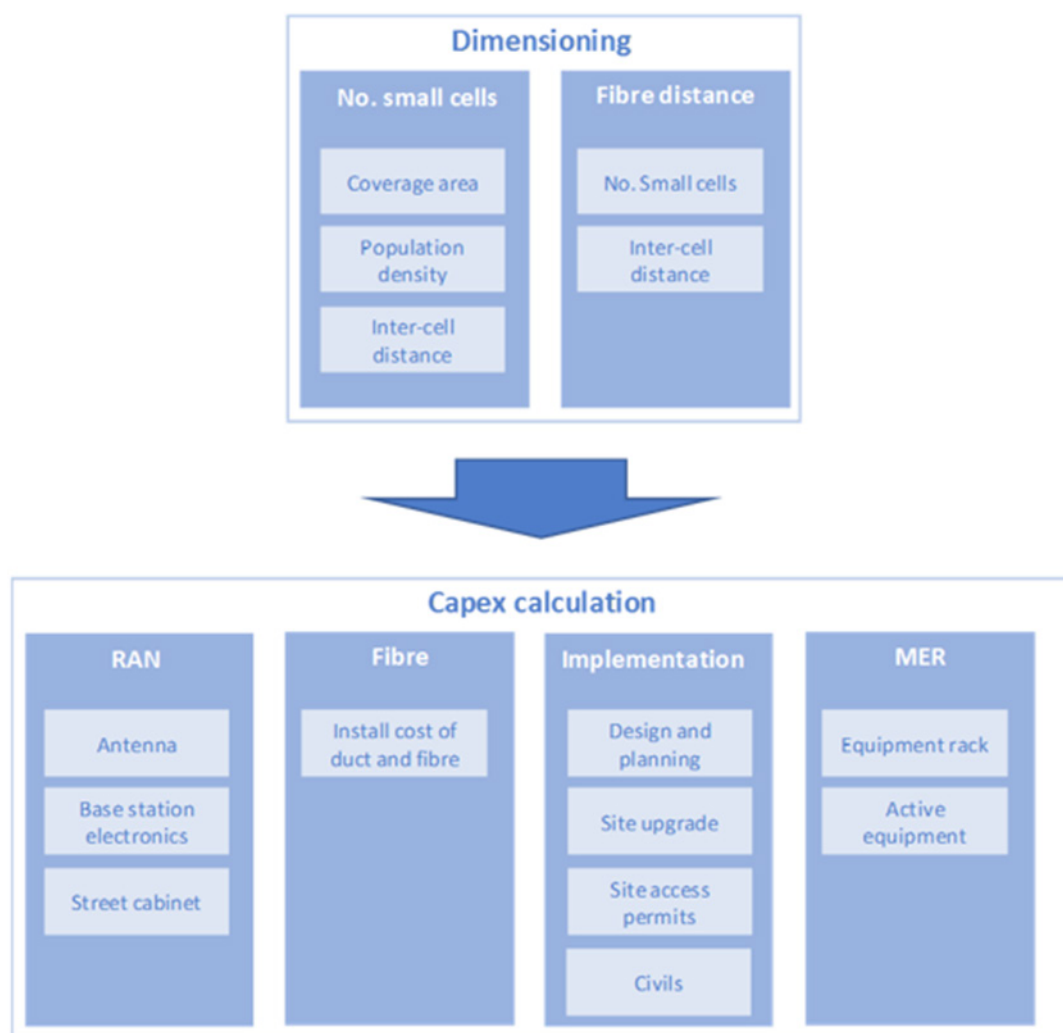 Dimensioning
No. small cells
Coverage area
Population
density
Inter-cell
distance
Fibre distance
No. Small cells
Inter-cell
distance
Capex calculation
RAN
Antenna
Base station
electronics
Street cabinet
Fibre
Install cost of
duct and fibre
Implementation
Design and
planning
Site upgrade
Site access
permits
Civils
MER
Equipment rack
Active
equipment